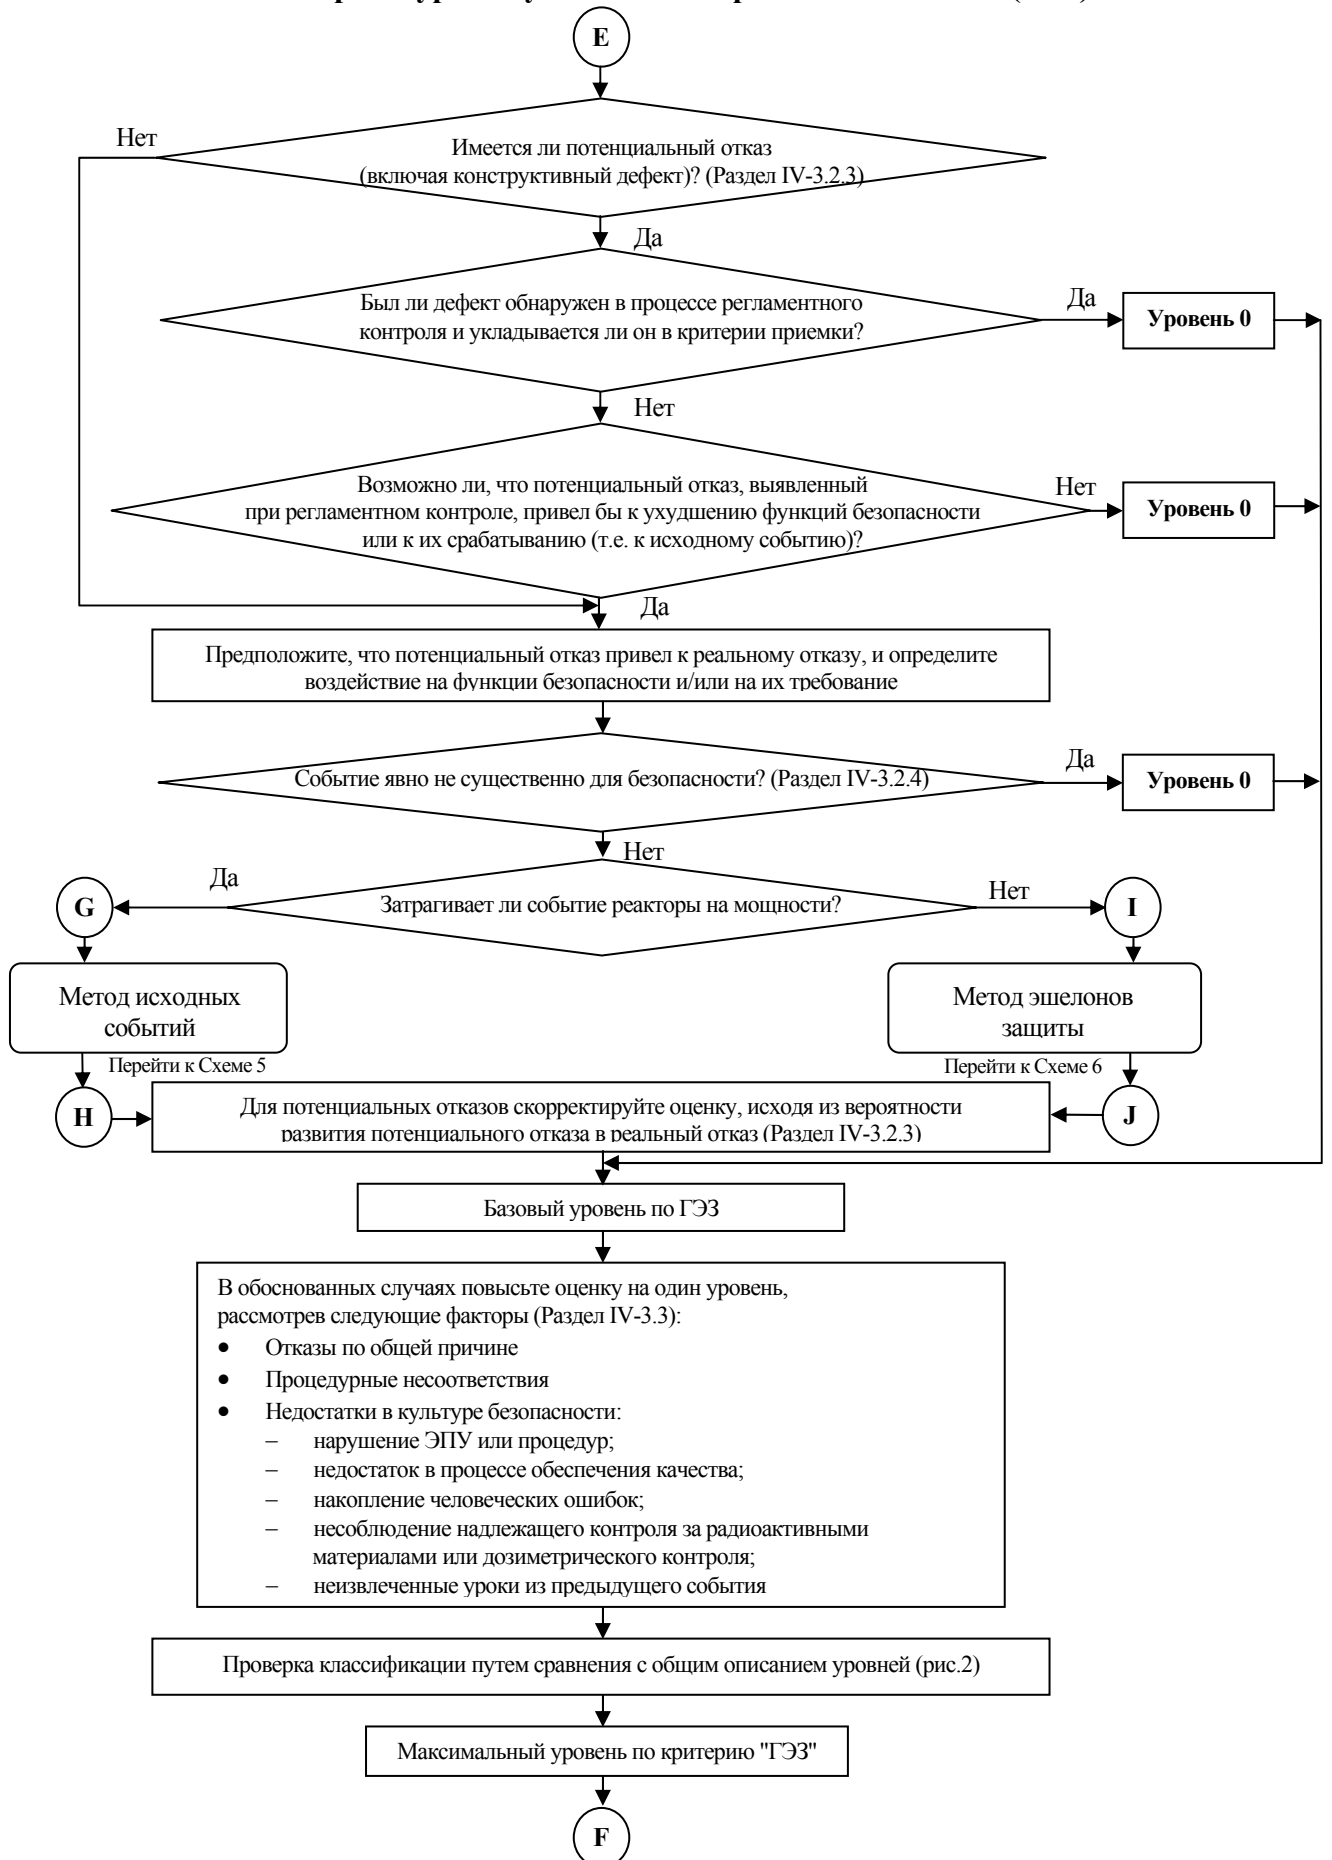 E
Нет
Имеется ли потенциальный отказ
(включая конструктивный дефект)? (Раздел IV-3.2.3)
Да
Был ли дефект обнаружен в процессе регламентного
контроля и укладывается ли он в критерии приемки?
Да
Уровень 0
Нет
Возможно ли, что потенциальный отказ, выявленный
при регламентном контроле, привел бы к ухудшению функций безопасности
или к их срабатыванию (т.е. к исходному событию)?
Нет
Уровень 0
Да
Предположите, что потенциальный отказ привел к реальному отказу, и определите
воздействие на функции безопасности и/или на их требование
Событие явно не существенно для безопасности? (Раздел IV-3.2.4)
Да
Уровень 0
Нет
Да
G
Затрагивает ли событие реакторы на мощности?
Нет
I
Метод исходных
событий
Метод эшелонов
защиты
Перейти к Схеме 5
Перейти к Схеме 6
H
Для потенциальных отказов скорректируйте оценку, исходя из вероятности
развития потенциального отказа в реальный отказ (Раздел IV-3.2.3)
J
Базовый уровень по ГЭЗ
В обоснованных случаях повысьте оценку на один уровень,
рассмотрев следующие факторы (Раздел IV-3.3):
• Отказы по общей причине
• Процедурные несоответствия
• Недостатки в культуре безопасности:
– нарушение ЭПУ или процедур;
– недостаток в процессе обеспечения качества;
– накопление человеческих ошибок;
– несоблюдение надлежащего контроля за радиоактивными
материалами или дозиметрического контроля;
– неизвлеченные уроки из предыдущего события
Проверка классификации путем сравнения с общим описанием уровней (рис.2)
Максимальный уровень по критерию "ГЭЗ"
F